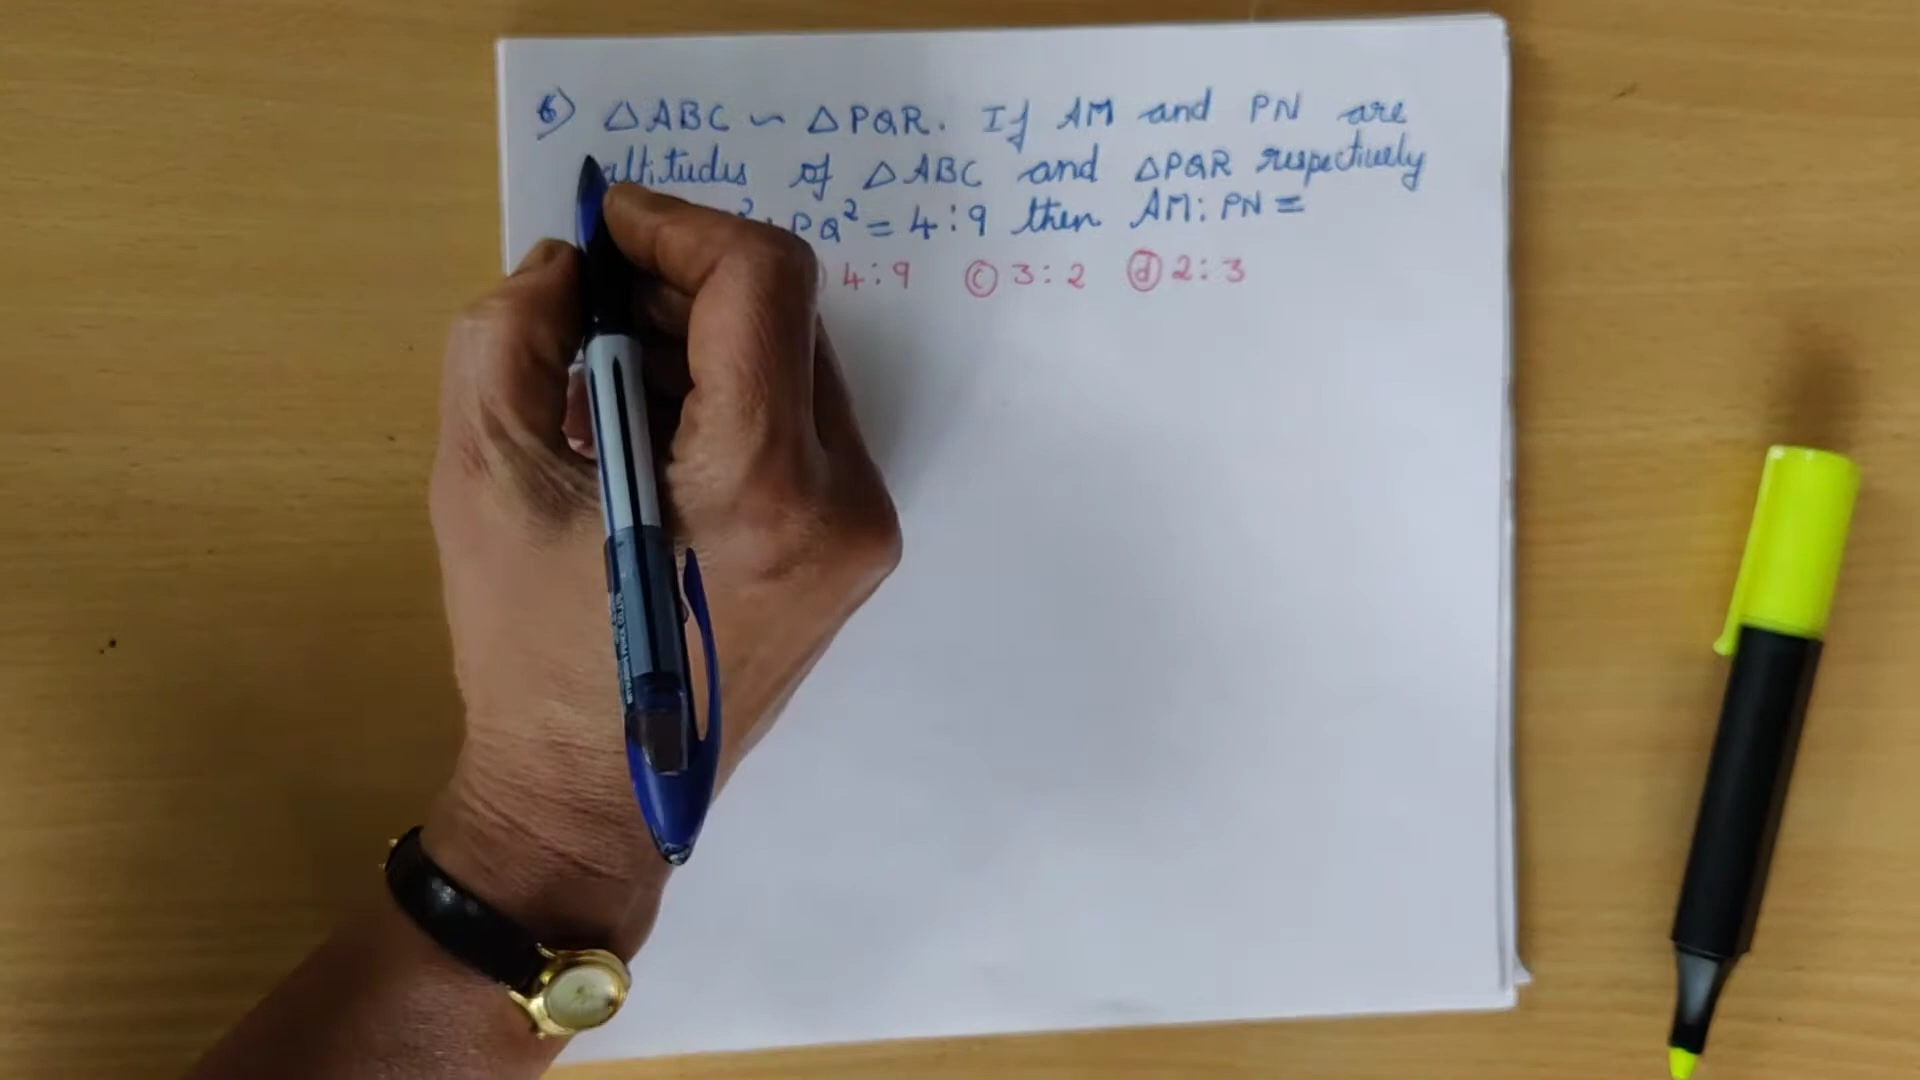 6) △ABC ~ △PQR. If AM and PN are
altitudes of △ABC and △PQR respectively
² : PQ² = 4:9 then AM: PN =
4:9 (c) 3:2 (d) 2:3